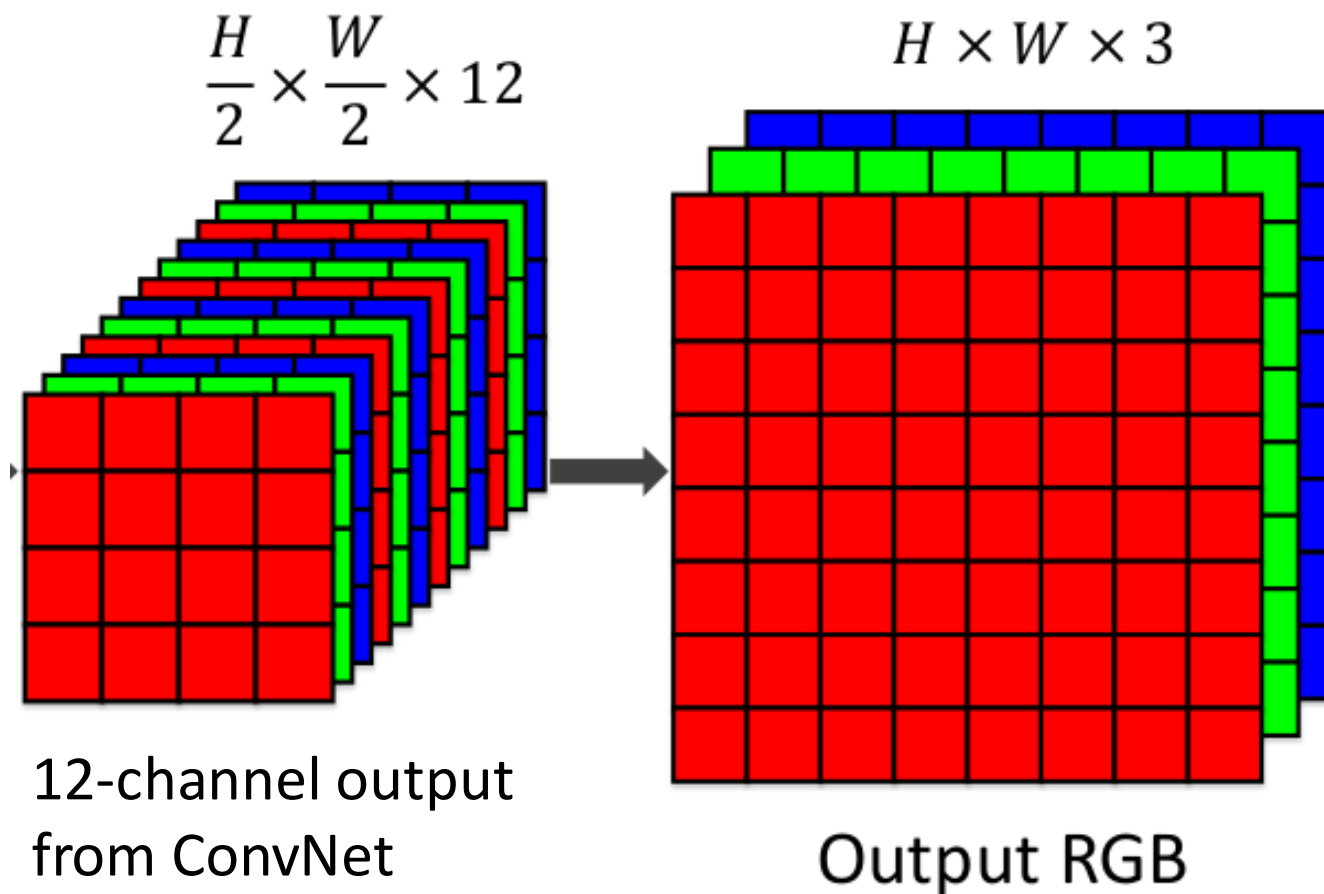 H/2 × W/2 × 12
H × W × 3
12-channel output
from ConvNet
Output RGB